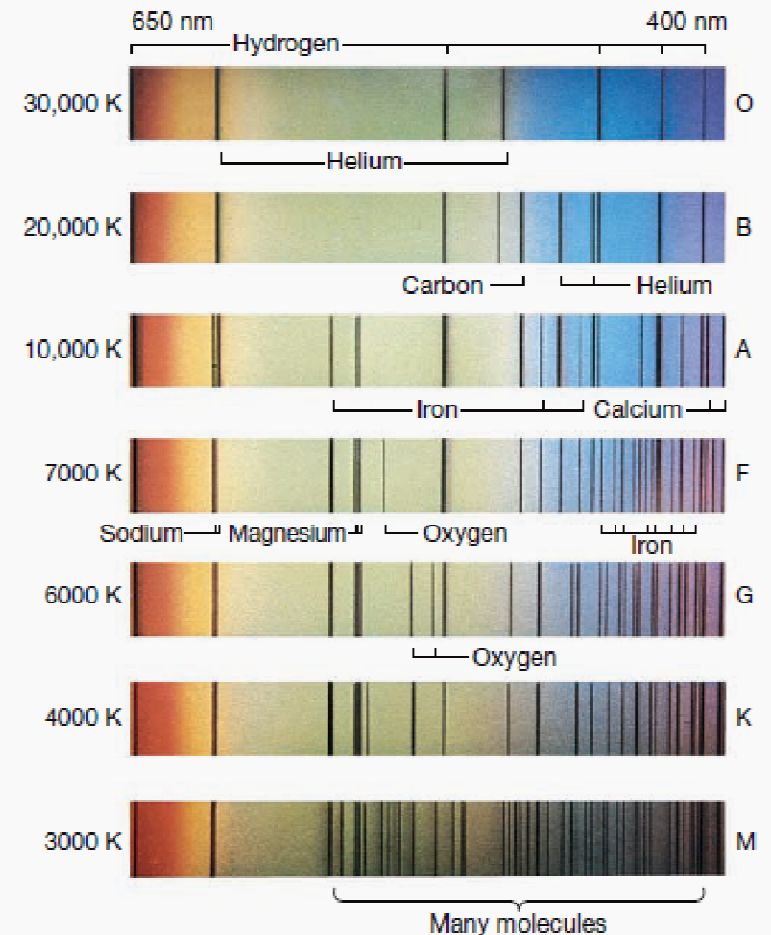 650 nm 400 nm
Hydrogen
30,000 K O
Helium
20,000 K B
Carbon Helium
10,000 K A
Iron Calcium
7000 K F
Sodium Magnesium Oxygen
Iron
6000 K G
Oxygen
4000 K K
3000 K M
Many molecules